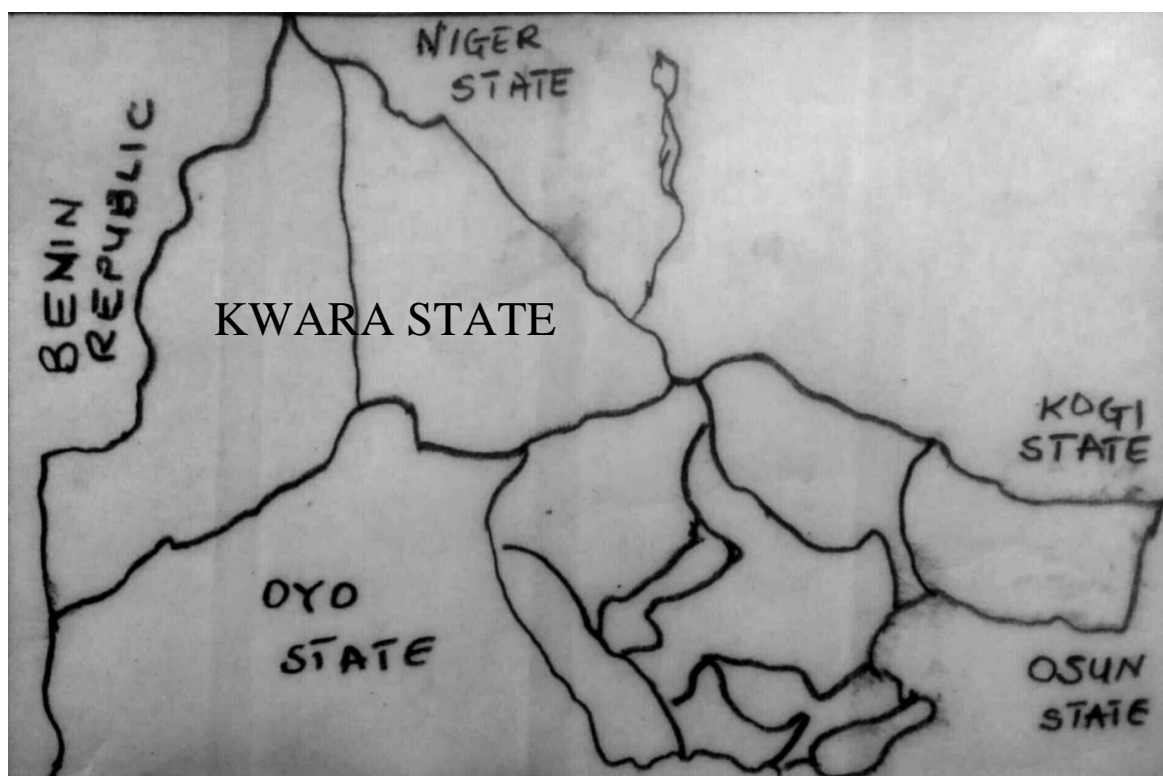 NIGER
STATE
BENIN
REPUBLIC
KWARA STATE
KOGI
STATE
OYO
STATE
OSUN
STATE